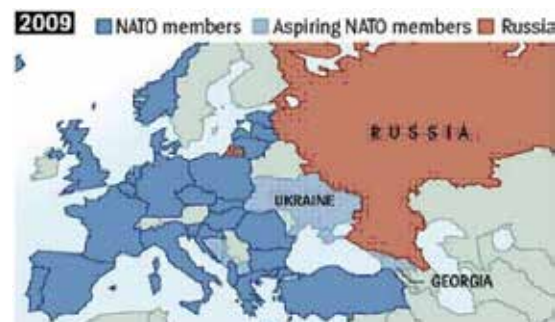 2009 NATO members Aspiring NATO members Russia
RUSSIA
UKRAINE
GEORGIA